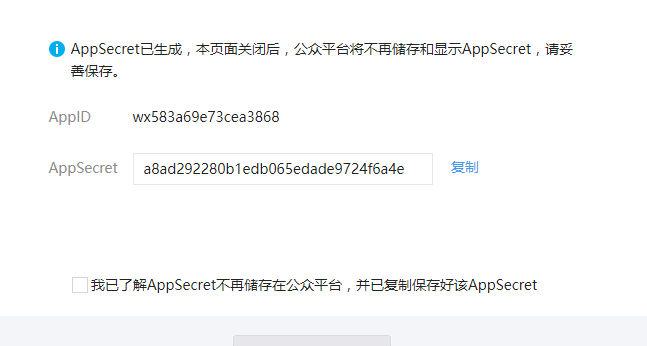 AppSecret已生成，本页面关闭后，公众平台将不再储存和显示AppSecret，请妥
善保存。
AppID wx583a69e73cea3868
AppSecret a8ad292280b1edb065edade9724f6a4e 复制
我已了解AppSecret不再储存在公众平台，并已复制保存好该AppSecret